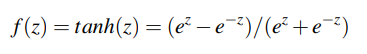 f(z) = tanh(z) = (e^z − e^{−z})/(e^z + e^{−z})